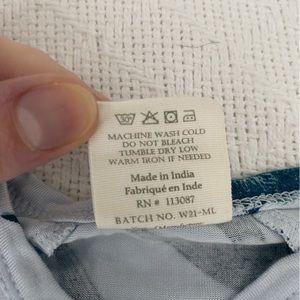 MACHINE WASH COLD
DO NOT BLEACH
TUMBLE DRY LOW
WARM IRON IF NEEDED
Made in India
Fabriqué en Inde
RN # 113087
BATCH NO. W21-ML